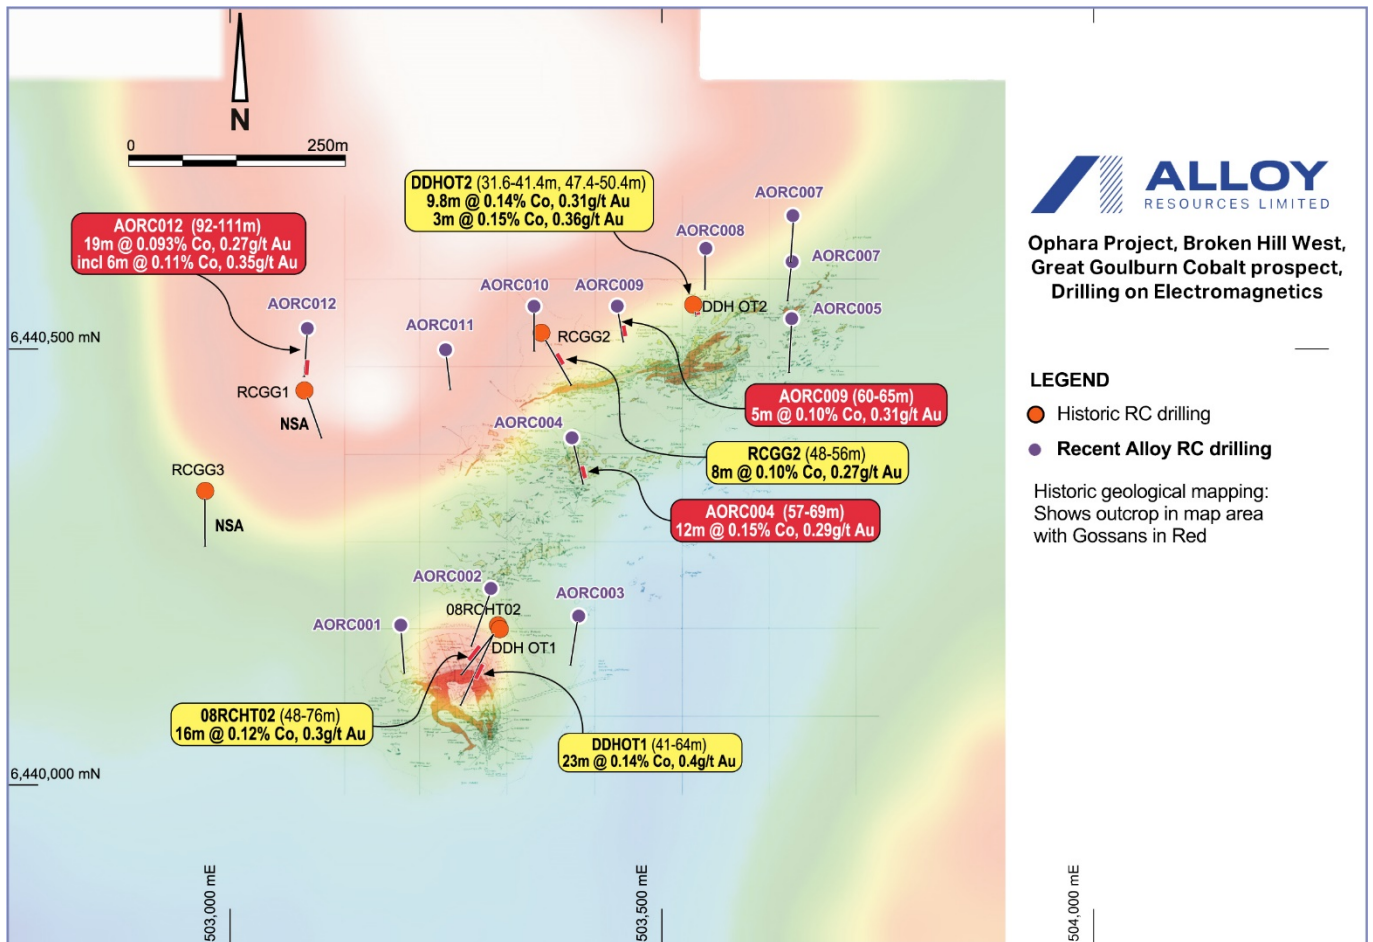 N
0 250m
ALLOY
RESOURCES LIMITED
Ophara Project, Broken Hill West,
Great Goulburn Cobalt prospect,
Drilling on Electromagnetics
LEGEND
Historic RC drilling
Recent Alloy RC drilling
Historic geological mapping:
Shows outcrop in map area
with Gossans in Red
DDHOT2 (31.6-41.4m, 47.4-50.4m)
9.8m @ 0.14% Co, 0.31g/t Au
3m @ 0.15% Co, 0.36g/t Au
AORC012 (92-111m)
19m @ 0.093% Co, 0.27g/t Au
incl 6m @ 0.11% Co, 0.35g/t Au
AORC007
AORC008
AORC007
AORC010
AORC009
AORC012
DDH OT2
AORC005
AORC011
RCGG2
6,440,500 mN
RCGG1
NSA
AORC009 (60-65m)
5m @ 0.10% Co, 0.31g/t Au
AORC004
RCGG2 (48-56m)
8m @ 0.10% Co, 0.27g/t Au
RCGG3
NSA
AORC004 (57-69m)
12m @ 0.15% Co, 0.29g/t Au
AORC002
AORC003
08RCHT02
AORC001
DDH OT1
08RCHT02 (48-76m)
16m @ 0.12% Co, 0.3g/t Au
DDHOT1 (41-64m)
23m @ 0.14% Co, 0.4g/t Au
6,440,000 mN
503,000 mE
503,500 mE
504,000 mE